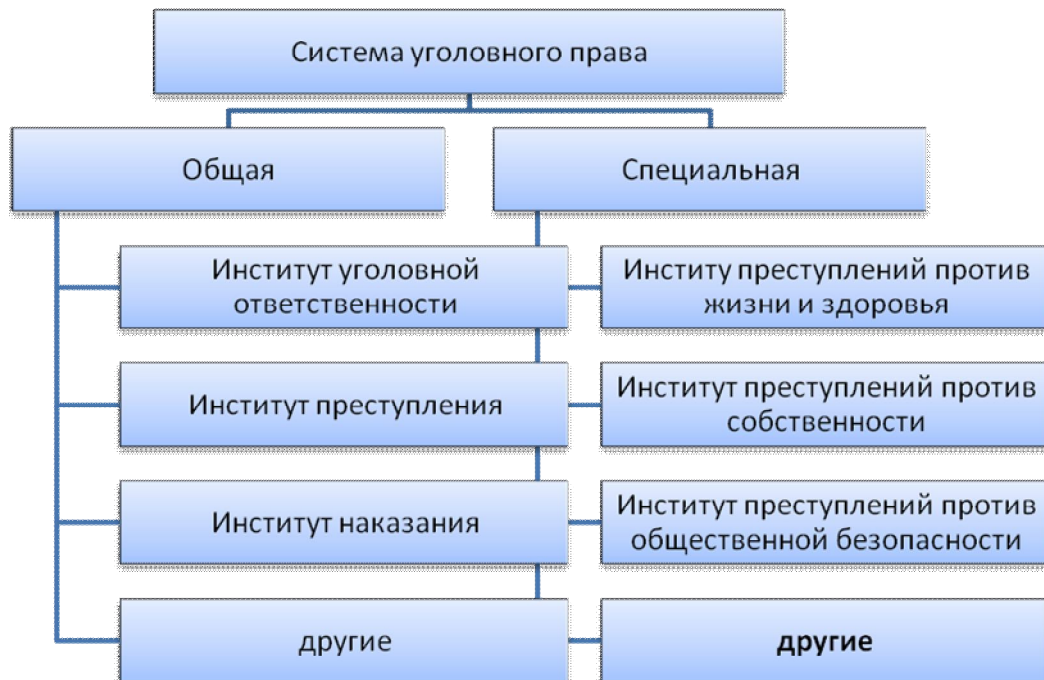 Система уголовного права
Общая
Специальная
Институт уголовной
ответственности
Институт преступления
Институт наказания
другие
Институ преступлений против
жизни и здоровья
Институт преступлений против
собственности
Институт преступлений против
общественной безопасности
другие